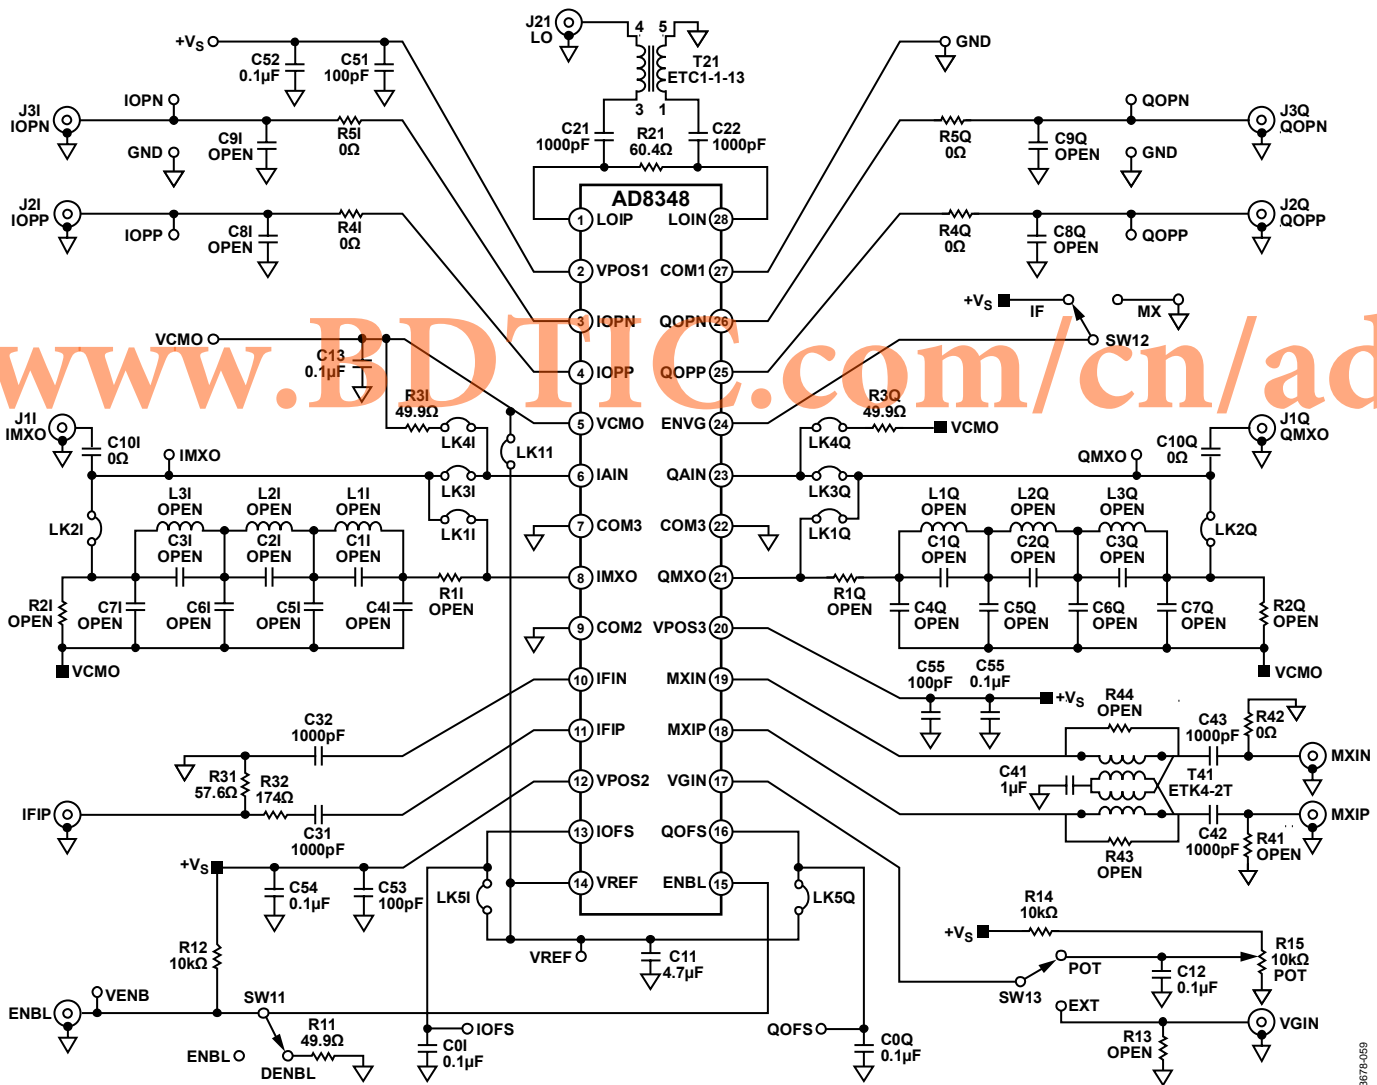 J21
LO
4
5
T21
ETC1-1-13
3
1
+VS
C52
0.1µF
C51
100pF
GND
J3I
IOPN
IOPN
C9I
OPEN
R5I
0Ω
GND
C21
1000pF
R21
60.4Ω
C22
1000pF
R5Q
0Ω
QOPN
C9Q
OPEN
GND
J3Q
QOPN
J2I
IOPP
IOPP
C8I
OPEN
R4I
0Ω
R4Q
0Ω
C8Q
OPEN
QOPP
J2Q
QOPP
AD8348
1 LOIP
LOIN 28
2 VPOS1
COM1 27
3 IOPN
QOPN 26
4 IOPP
QOPP 25
5 VCMO
ENVG 24
6 IAIN
QAIN 23
7 COM3
COM3 22
8 IMXO
QMXO 21
9 COM2
VPOS3 20
10 IFIN
MXIN 19
11 IFIP
MXIP 18
12 VPOS2
VGIN 17
13 IOFS
QOFS 16
14 VREF
ENBL 15
+VS
IF
MX
SW12
www.BDTIC.com/cn/ad
VCMO
C13
0.1µF
R3I
49.9Ω
LK4I
LK11
LK3I
LK1I
R3Q
49.9Ω
LK4Q
VCMO
LK3Q
LK1Q
J1I
IMXO
C10I
0Ω
IMXO
QMXO
C10Q
0Ω
J1Q
QMXO
LK2I
L3I
OPEN
C3I
OPEN
L2I
OPEN
C2I
OPEN
L1I
OPEN
C1I
OPEN
R2I
OPEN
C7I
OPEN
C6I
OPEN
C5I
OPEN
C4I
OPEN
R1I
OPEN
VCMO
L1Q
OPEN
C1Q
OPEN
L2Q
OPEN
C2Q
OPEN
L3Q
OPEN
C3Q
OPEN
LK2Q
R1Q
OPEN
C4Q
OPEN
C5Q
OPEN
C6Q
OPEN
C7Q
OPEN
R2Q
OPEN
VCMO
C55
100pF
C55
0.1µF
+VS
C32
1000pF
R31
57.6Ω
R32
174Ω
IFIP
C31
1000pF
R44
OPEN
C43
1000pF
R42
0Ω
MXIN
C41
1µF
T41
ETK4-2T
MXIP
R43
OPEN
C42
1000pF
R41
OPEN
+VS
C54
0.1µF
C53
100pF
LK5I
LK5Q
R12
10kΩ
VREF
C11
4.7µF
+VS
R14
10kΩ
R15
10kΩ
POT
POT
SW13
C12
0.1µF
EXT
R13
OPEN
VGIN
ENBL
VENB
SW11
R11
49.9Ω
ENBL
DENBL
IOFS
C0I
0.1µF
QOFS
C0Q
0.1µF